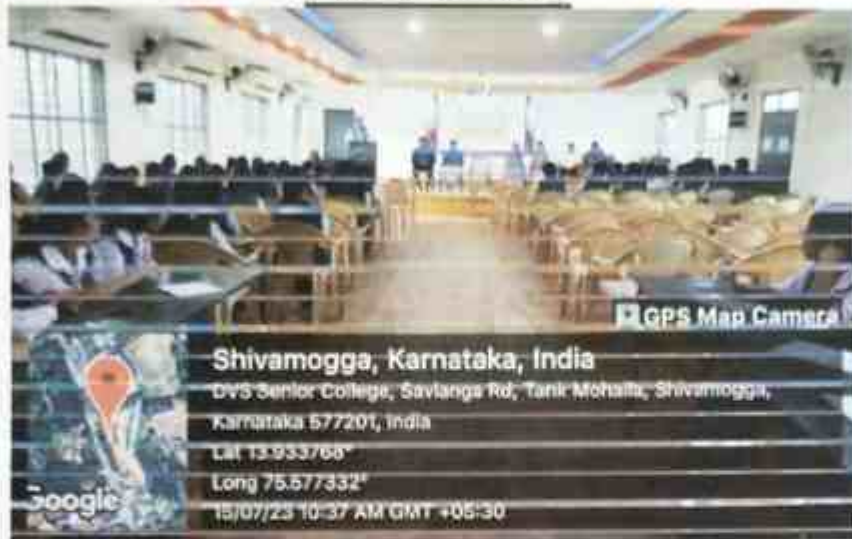 GPS Map Camera
Shivamogga, Karnataka, India
DVS Senior College, Savlanga Rd, Tank Mohalla, Shivamogga,
Karnataka 577201, India
Lat 13.933768°
Long 75.577332°
15/07/23 10:37 AM GMT +05:30
Google